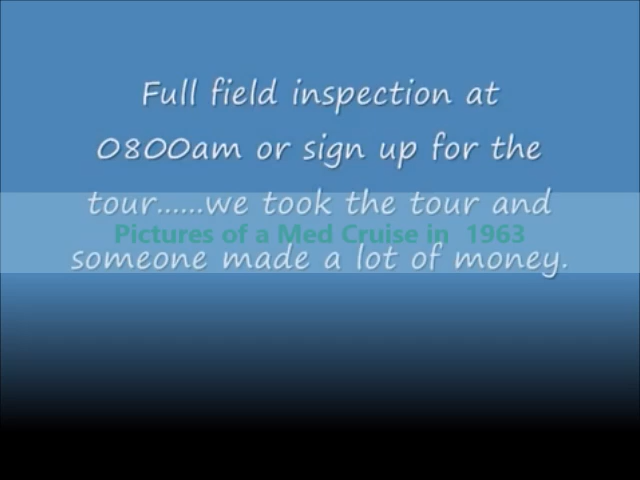 Full field inspection at
0800am or sign up for the
tour......we took the tour and
Pictures of a Med Cruise in  1963
someone made a lot of money.